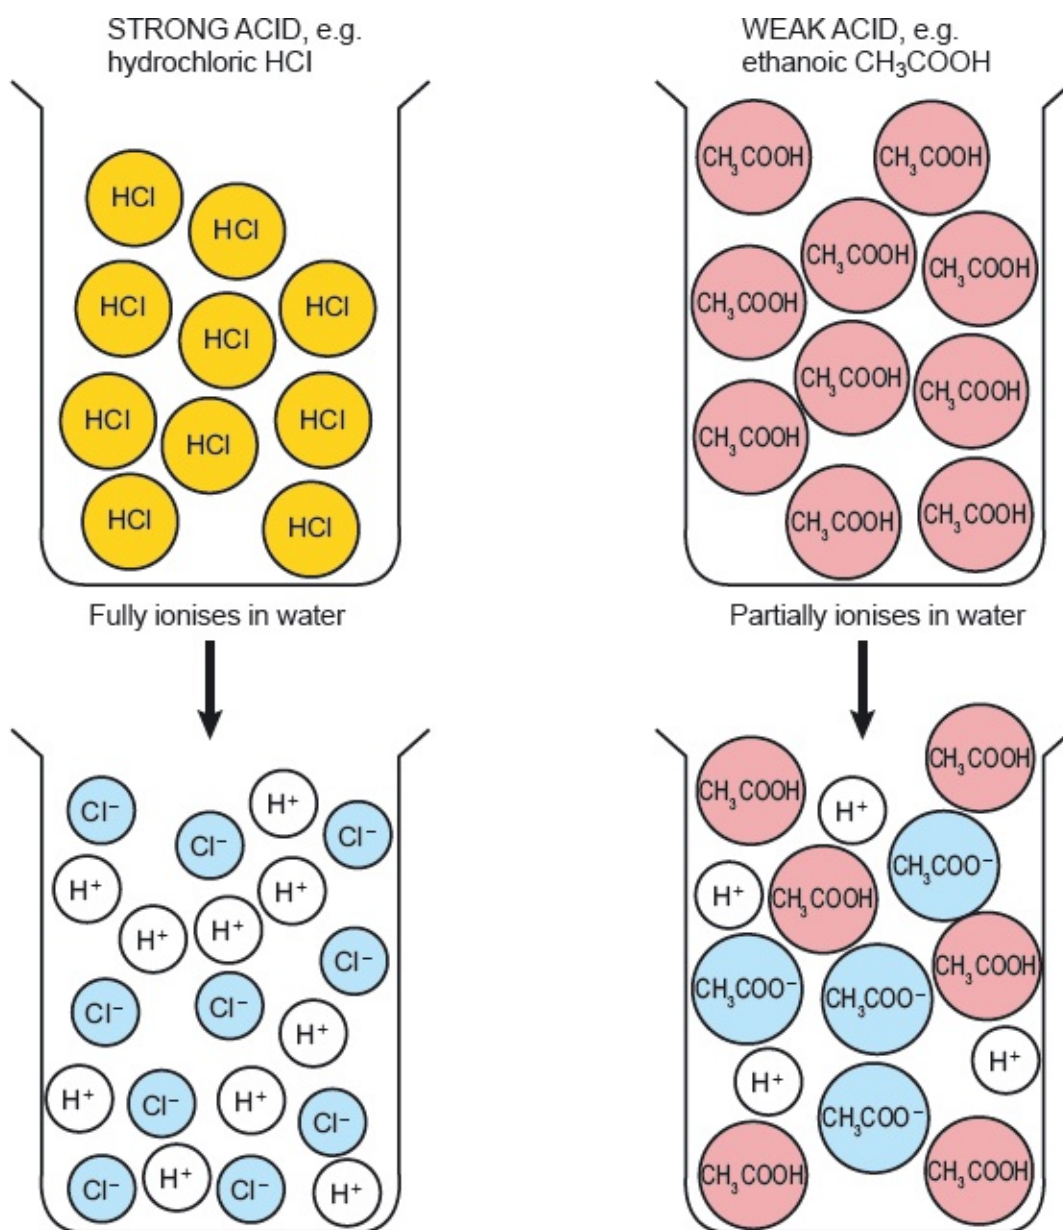 STRONG ACID, e.g.
hydrochloric HCl
WEAK ACID, e.g.
ethanoic CH₃COOH
HCl
HCl
HCl
HCl
HCl
HCl
HCl
HCl
HCl
HCl
CH₃COOH
CH₃COOH
CH₃COOH
CH₃COOH
CH₃COOH
CH₃COOH
CH₃COOH
CH₃COOH
CH₃COOH
CH₃COOH
Fully ionises in water
Partially ionises in water
Cl⁻
H⁺
Cl⁻
Cl⁻
H⁺
H⁺
H⁺
H⁺
Cl⁻
Cl⁻
Cl⁻
H⁺
H⁺
Cl⁻
H⁺
Cl⁻
Cl⁻
H⁺
Cl⁻
H⁺
CH₃COOH
CH₃COOH
H⁺
CH₃COO⁻
H⁺
CH₃COOH
CH₃COOH
CH₃COO⁻
CH₃COO⁻
H⁺
H⁺
CH₃COO⁻
CH₃COOH
CH₃COOH